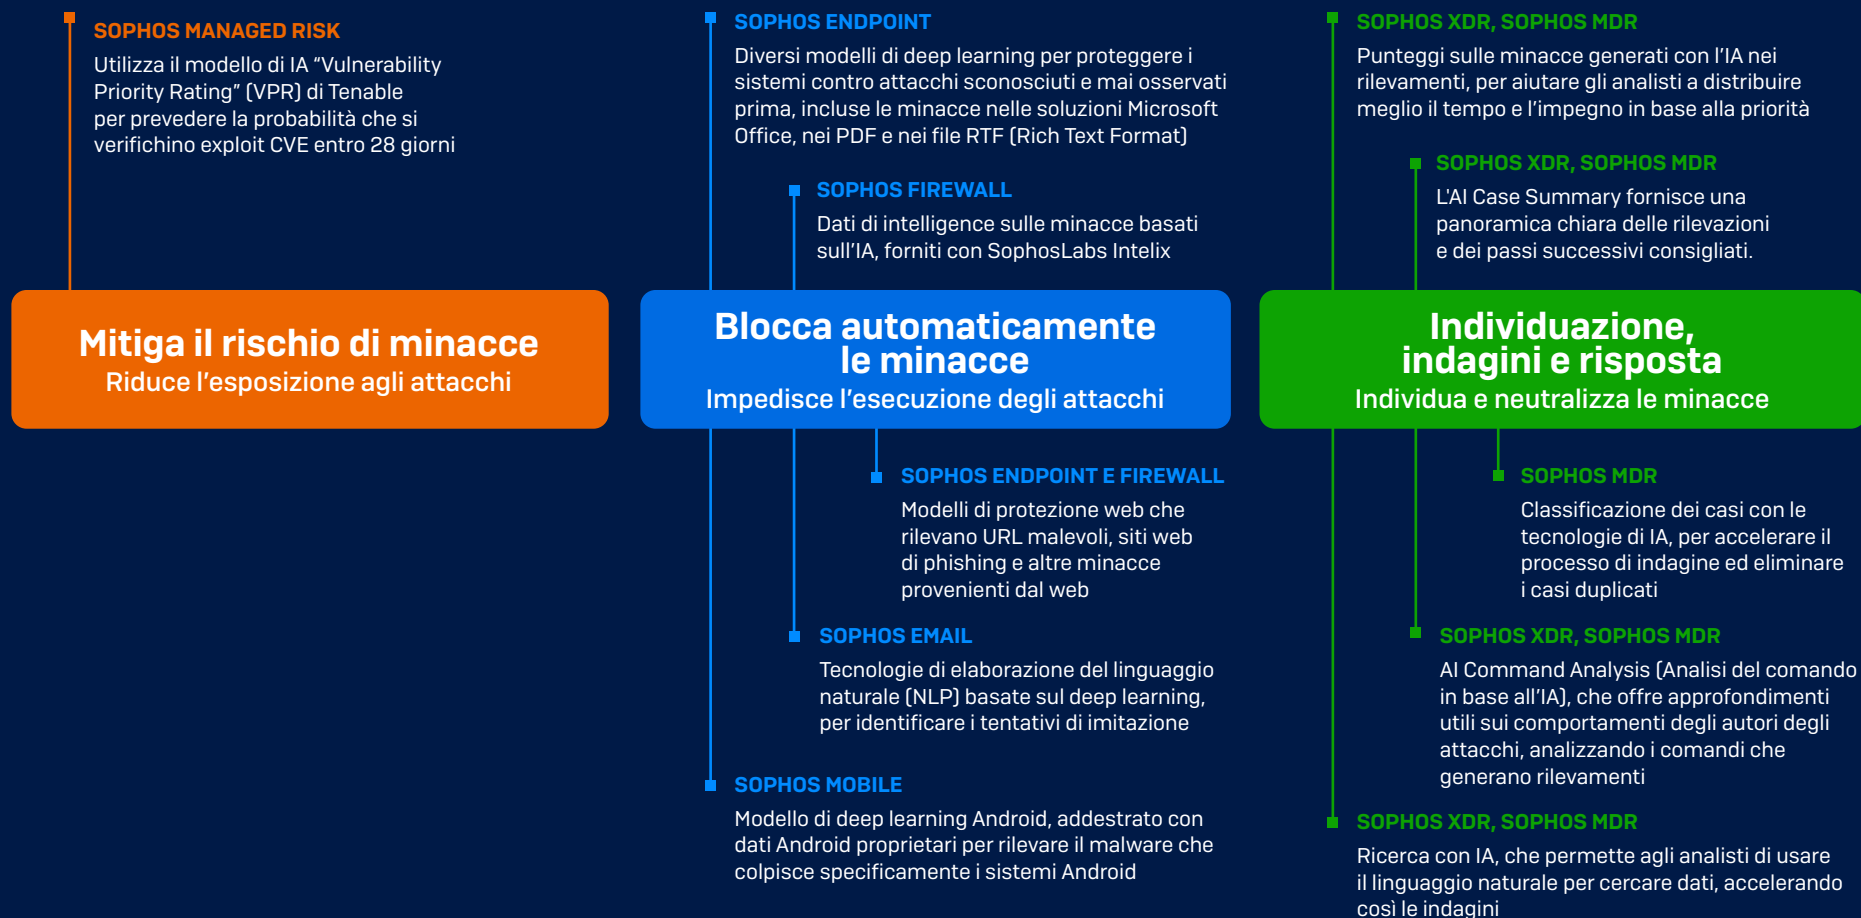 SOPHOS MANAGED RISK
Utilizza il modello di IA “Vulnerability
Priority Rating” (VPR) di Tenable
per prevedere la probabilità che si
verifichino exploit CVE entro 28 giorni
Mitiga il rischio di minacce
Riduce l’esposizione agli attacchi
SOPHOS ENDPOINT
Diversi modelli di deep learning per proteggere i
sistemi contro attacchi sconosciuti e mai osservati
prima, incluse le minacce nelle soluzioni Microsoft
Office, nei PDF e nei file RTF (Rich Text Format)
SOPHOS FIREWALL
Dati di intelligence sulle minacce basati
sull’IA, forniti con SophosLabs Intelix
Blocca automaticamente
le minacce
Impedisce l’esecuzione degli attacchi
SOPHOS ENDPOINT E FIREWALL
Modelli di protezione web che
rilevano URL malevoli, siti web
di phishing e altre minacce
provenienti dal web
SOPHOS EMAIL
Tecnologie di elaborazione del linguaggio
naturale (NLP) basate sul deep learning,
per identificare i tentativi di imitazione
SOPHOS MOBILE
Modello di deep learning Android, addestrato con
dati Android proprietari per rilevare il malware che
colpisce specificamente i sistemi Android
SOPHOS XDR, SOPHOS MDR
Punteggi sulle minacce generati con l’IA nei
rilevamenti, per aiutare gli analisti a distribuire
meglio il tempo e l’impegno in base alla priorità
SOPHOS XDR, SOPHOS MDR
L'AI Case Summary fornisce una
panoramica chiara delle rilevazioni
e dei passi successivi consigliati.
Individuazione,
indagini e risposta
Individua e neutralizza le minacce
SOPHOS MDR
Classificazione dei casi con le
tecnologie di IA, per accelerare il
processo di indagine ed eliminare
i casi duplicati
SOPHOS XDR, SOPHOS MDR
AI Command Analysis (Analisi del comando
in base all’IA), che offre approfondimenti
utili sui comportamenti degli autori degli
attacchi, analizzando i comandi che
generano rilevamenti
SOPHOS XDR, SOPHOS MDR
Ricerca con IA, che permette agli analisti di usare
il linguaggio naturale per cercare dati, accelerando
così le indagini